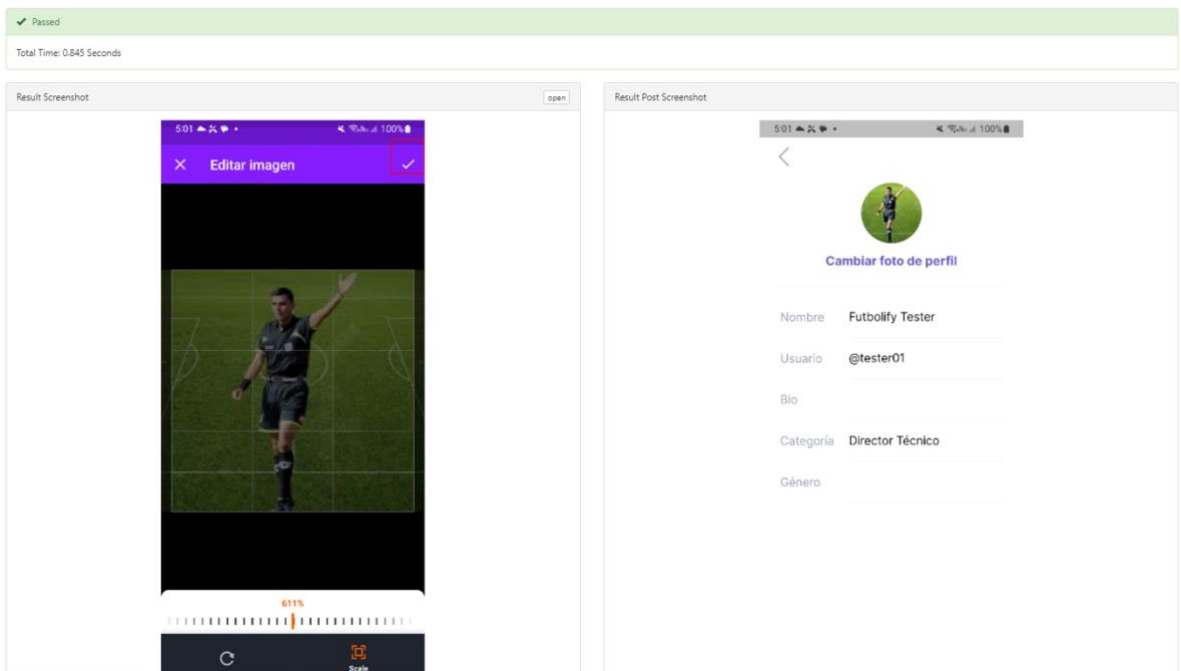 ✔ Passed
Total Time: 0.845 Seconds
Result Screenshot
open
5:01
100%
Editar imagen
611%
Scale
Result Post Screenshot
5:01
100%
Cambiar foto de perfil
Nombre Futbolify Tester
Usuario @tester01
Bio
Categoría Director Técnico
Género